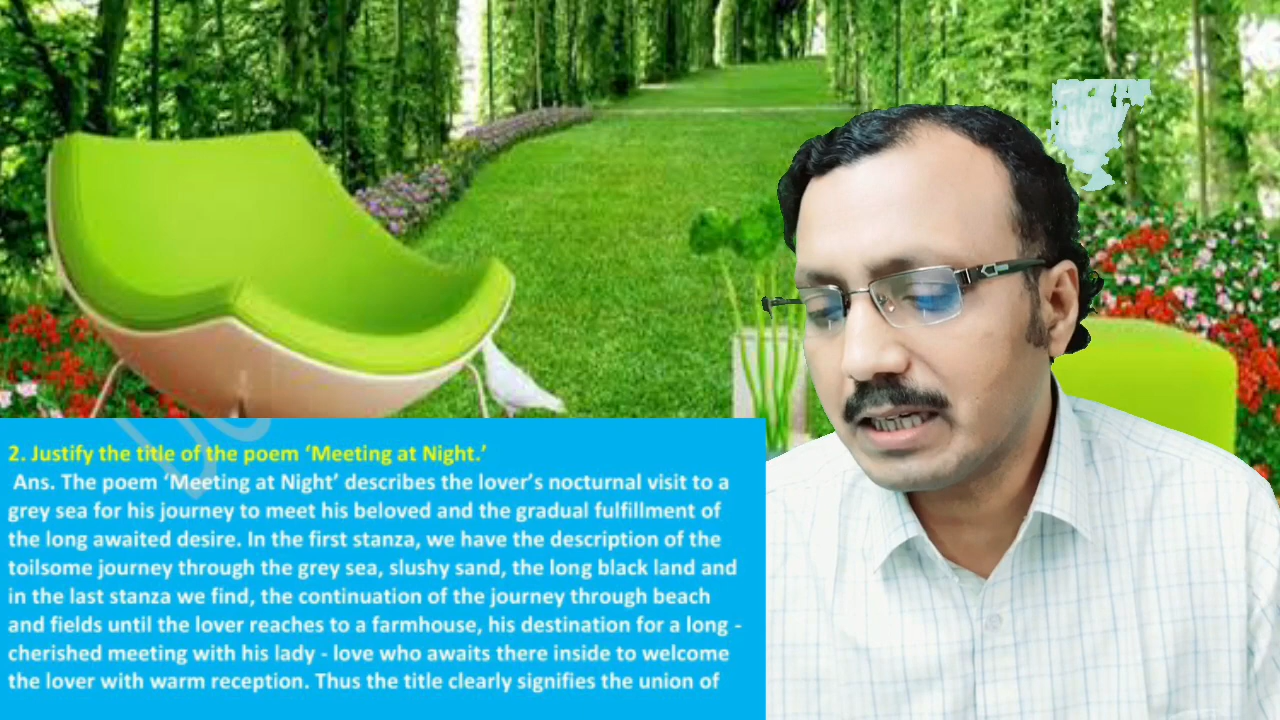 2. Justify the title of the poem ‘Meeting at Night.’
Ans. The poem ‘Meeting at Night’ describes the lover’s nocturnal visit to a
grey sea for his journey to meet his beloved and the gradual fulfillment of
the long awaited desire. In the first stanza, we have the description of the
toilsome journey through the grey sea, slushy sand, the long black land and
in the last stanza we find, the continuation of the journey through beach
and fields until the lover reaches to a farmhouse, his destination for a long -
cherished meeting with his lady - love who awaits there inside to welcome
the lover with warm reception. Thus the title clearly signifies the union of